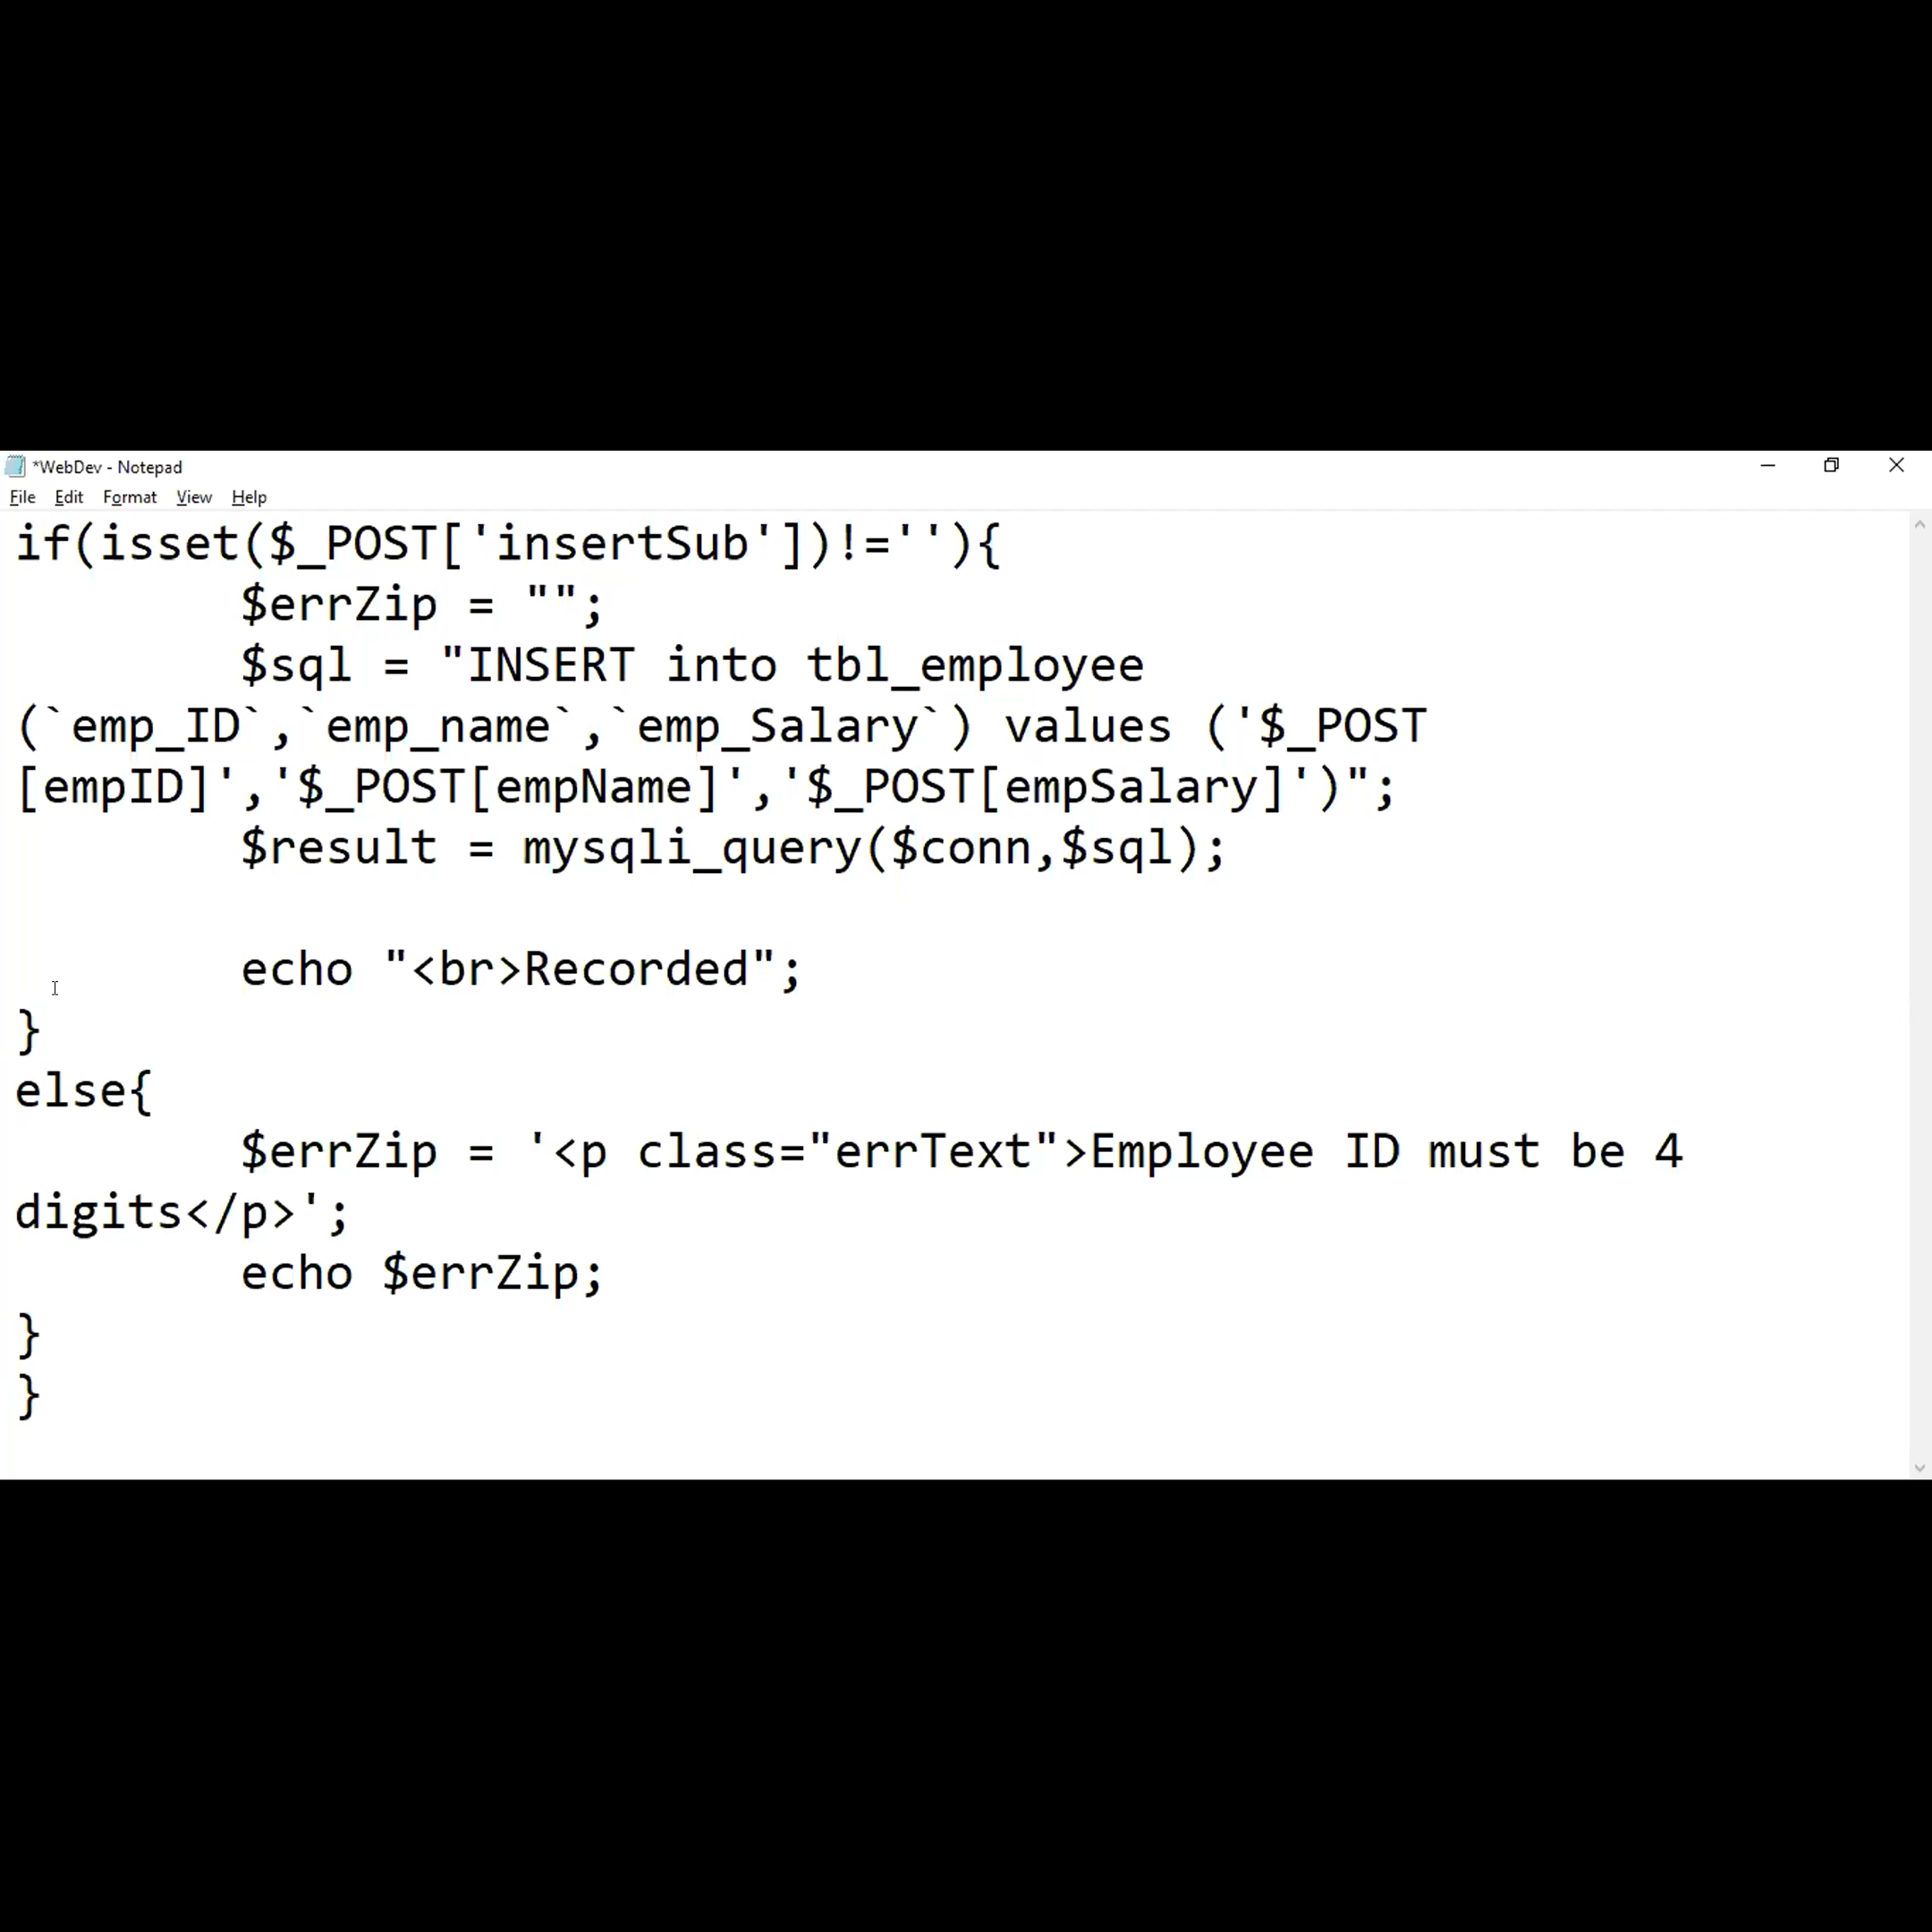 *WebDev - Notepad
File Edit Format View Help
if(isset($_POST['insertSub'])!=''){
$errZip = "";
$sql = "INSERT into tbl_employee
(`emp_ID`,`emp_name`,`emp_Salary`) values ('$_POST
[empID]','$_POST[empName]','$_POST[empSalary]')";
$result = mysqli_query($conn,$sql);
echo "<br>Recorded";
}
else{
$errZip = '<p class="errText">Employee ID must be 4
digits</p>';
echo $errZip;
}
}